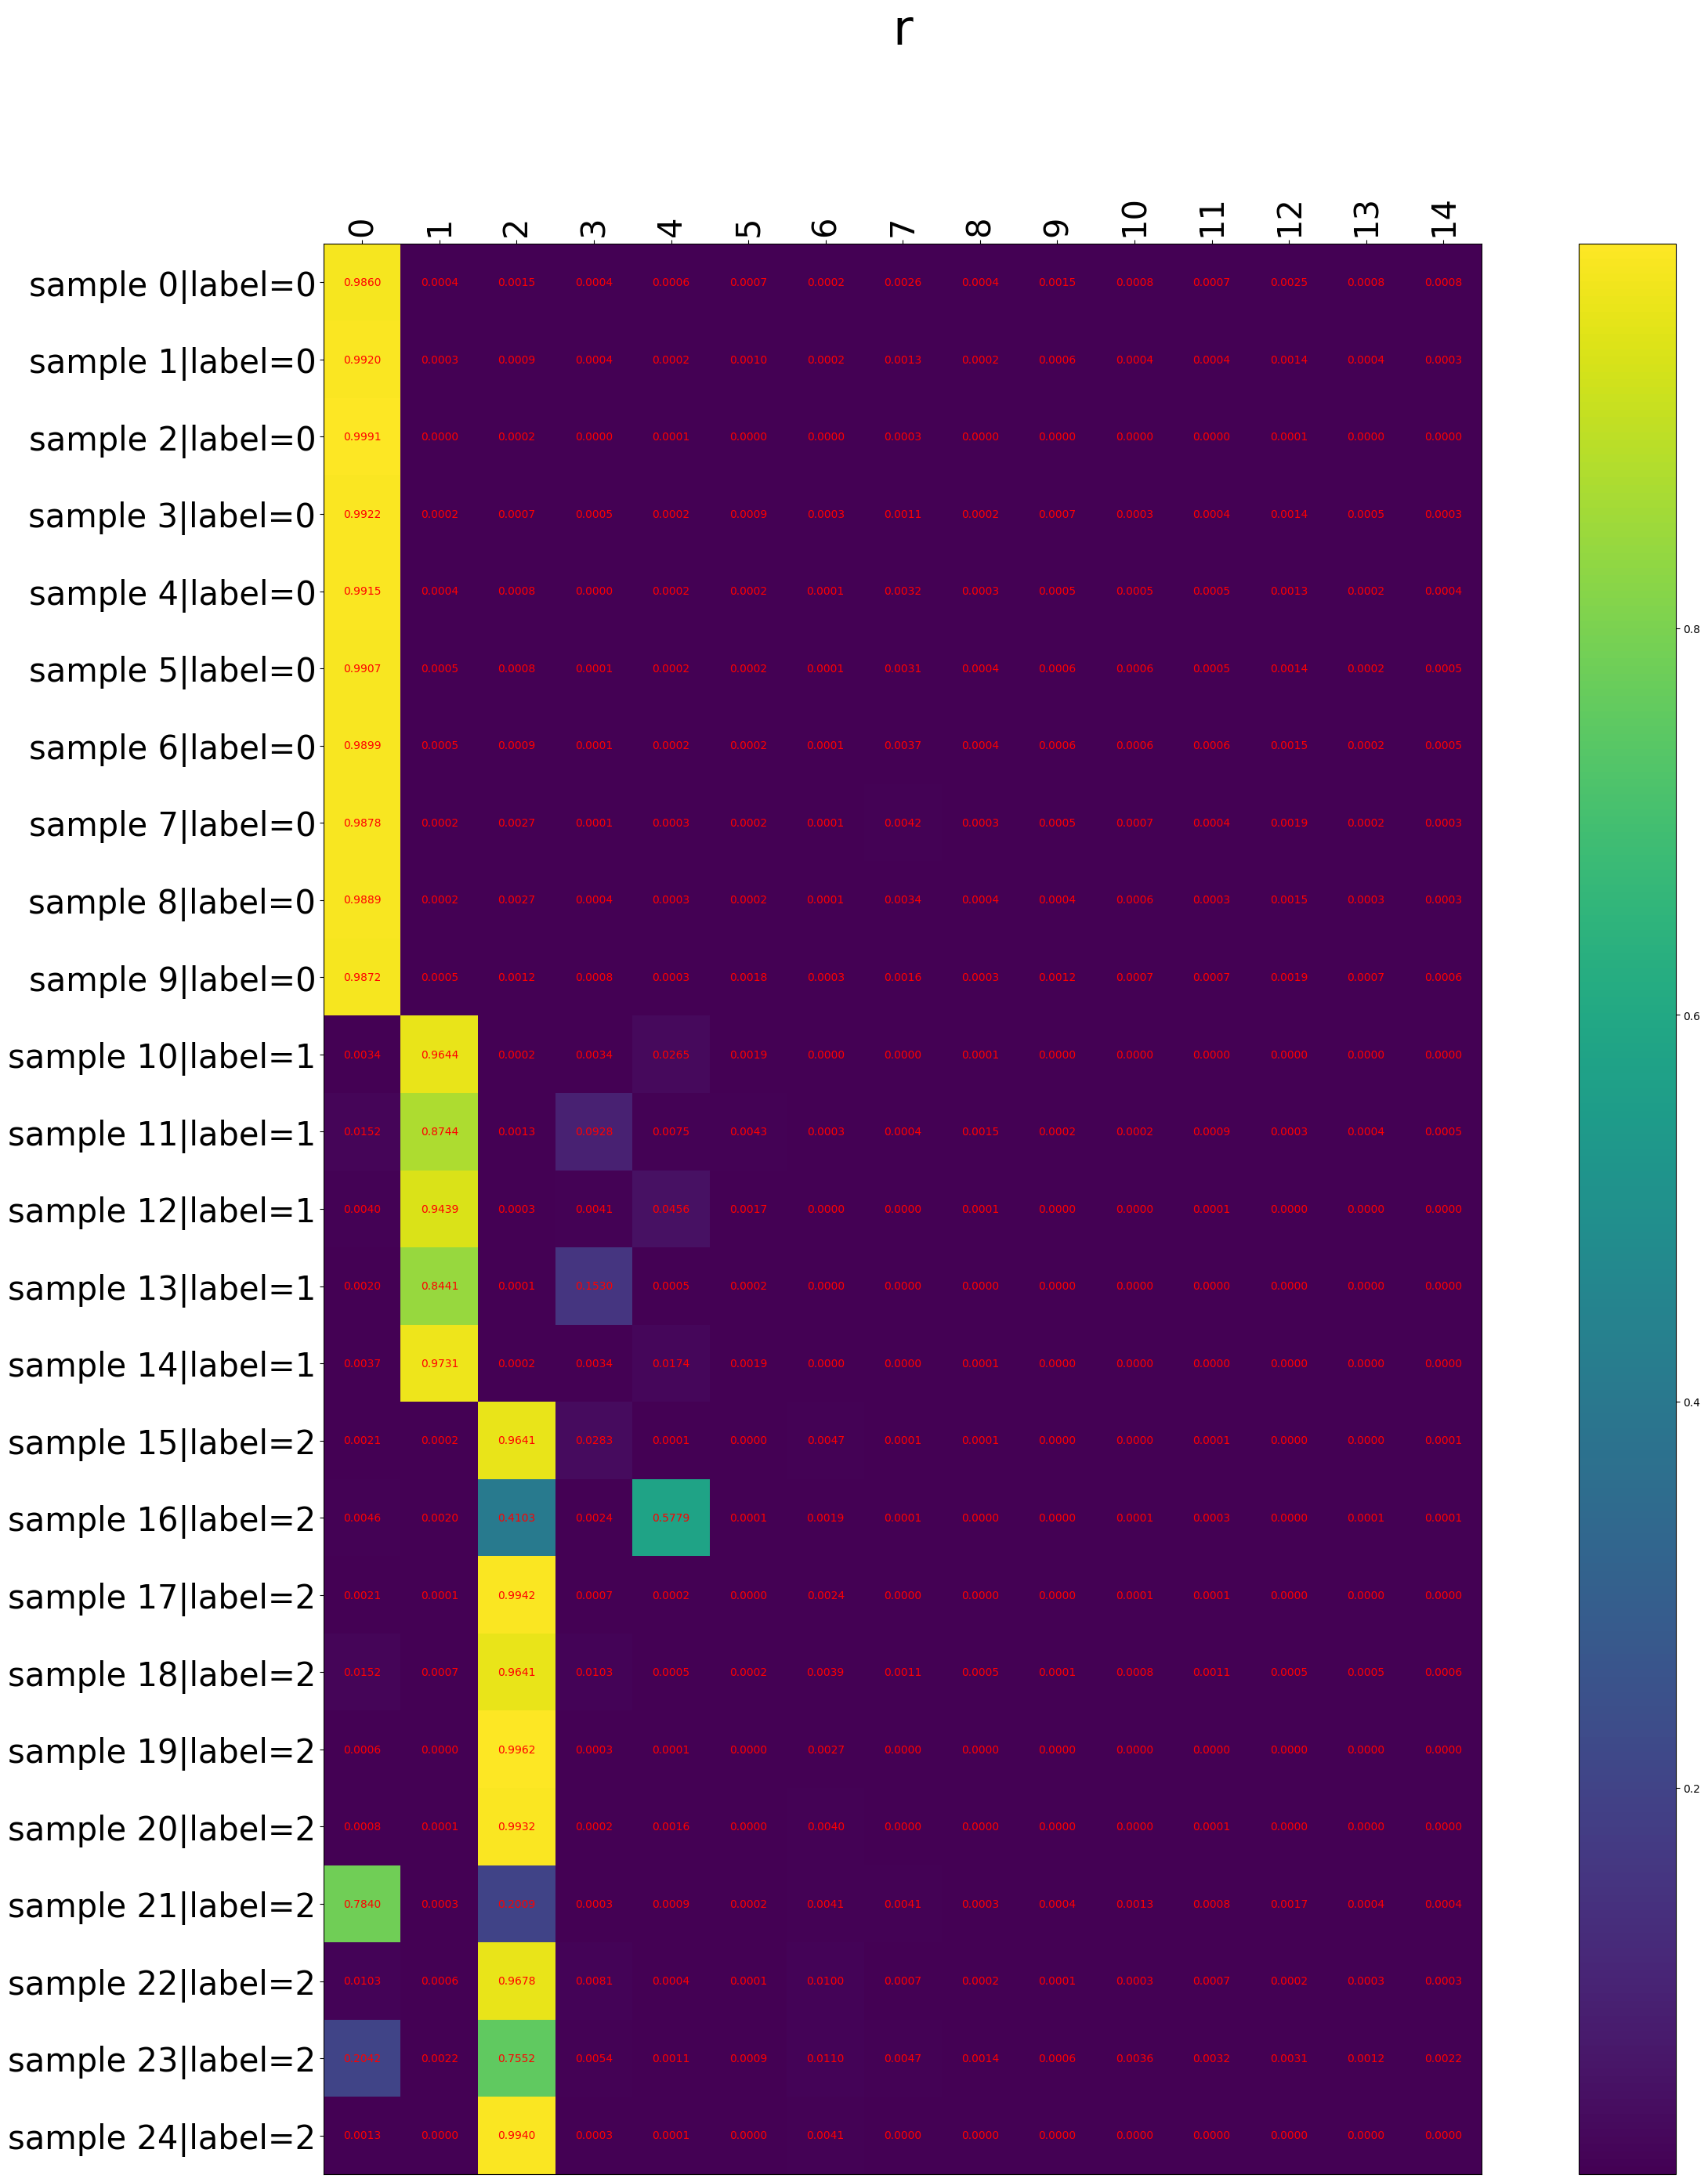 r
0 1 2 3 4 5 6 7 8 9 10 11 12 13 14
sample 0|label=0 0.9860 0.0004 0.0015 0.0004 0.0006 0.0007 0.0002 0.0026 0.0004 0.0015 0.0008 0.0007 0.0025 0.0008 0.0008
sample 1|label=0 0.9920 0.0003 0.0009 0.0004 0.0002 0.0010 0.0002 0.0013 0.0002 0.0006 0.0004 0.0004 0.0014 0.0004 0.0003
sample 2|label=0 0.9991 0.0000 0.0002 0.0000 0.0001 0.0000 0.0000 0.0003 0.0000 0.0000 0.0000 0.0000 0.0001 0.0000 0.0000
sample 3|label=0 0.9922 0.0002 0.0007 0.0005 0.0002 0.0009 0.0003 0.0011 0.0002 0.0007 0.0003 0.0004 0.0014 0.0005 0.0003
sample 4|label=0 0.9915 0.0004 0.0008 0.0000 0.0002 0.0002 0.0001 0.0032 0.0003 0.0005 0.0005 0.0005 0.0013 0.0002 0.0004
sample 5|label=0 0.9907 0.0005 0.0008 0.0001 0.0002 0.0002 0.0001 0.0031 0.0004 0.0006 0.0006 0.0005 0.0014 0.0002 0.0005
sample 6|label=0 0.9899 0.0005 0.0009 0.0001 0.0002 0.0002 0.0001 0.0037 0.0004 0.0006 0.0006 0.0006 0.0015 0.0002 0.0005
sample 7|label=0 0.9878 0.0002 0.0027 0.0001 0.0003 0.0002 0.0001 0.0042 0.0003 0.0005 0.0007 0.0004 0.0019 0.0002 0.0003
sample 8|label=0 0.9889 0.0002 0.0027 0.0004 0.0003 0.0002 0.0001 0.0034 0.0004 0.0004 0.0006 0.0003 0.0015 0.0003 0.0003
sample 9|label=0 0.9872 0.0005 0.0012 0.0008 0.0003 0.0018 0.0003 0.0016 0.0003 0.0012 0.0007 0.0007 0.0019 0.0007 0.0006
sample 10|label=1 0.0034 0.9644 0.0002 0.0034 0.0265 0.0019 0.0000 0.0000 0.0001 0.0000 0.0000 0.0000 0.0000 0.0000 0.0000
sample 11|label=1 0.0152 0.8744 0.0013 0.0928 0.0075 0.0043 0.0003 0.0004 0.0015 0.0002 0.0002 0.0009 0.0003 0.0004 0.0005
sample 12|label=1 0.0040 0.9439 0.0003 0.0041 0.0456 0.0017 0.0000 0.0000 0.0001 0.0000 0.0000 0.0001 0.0000 0.0000 0.0000
sample 13|label=1 0.0020 0.8441 0.0001 0.0005 0.0002 0.0000 0.0000 0.0000 0.0000 0.0000 0.0000 0.0000 0.0000 0.0000
sample 14|label=1 0.0037 0.9731 0.0002 0.0034 0.0174 0.0019 0.0000 0.0000 0.0001 0.0000 0.0000 0.0000 0.0000 0.0000 0.0000
sample 15|label=2 0.0021 0.0002 0.9641 0.0283 0.0001 0.0000 0.0047 0.0001 0.0001 0.0000 0.0000 0.0001 0.0000 0.0000 0.0001
sample 16|label=2 0.0046 0.0020 0.4103 0.0024 0.5779 0.0001 0.0019 0.0001 0.0000 0.0000 0.0001 0.0003 0.0000 0.0001 0.0001
sample 17|label=2 0.0021 0.0001 0.9942 0.0007 0.0002 0.0000 0.0024 0.0000 0.0000 0.0000 0.0001 0.0001 0.0000 0.0000 0.0000
sample 18|label=2 0.0152 0.0007 0.9641 0.0103 0.0005 0.0002 0.0039 0.0011 0.0005 0.0001 0.0008 0.0011 0.0005 0.0005 0.0006
sample 19|label=2 0.0006 0.0000 0.9962 0.0003 0.0001 0.0000 0.0027 0.0000 0.0000 0.0000 0.0000 0.0000 0.0000 0.0000 0.0000
sample 20|label=2 0.0008 0.0001 0.9932 0.0002 0.0016 0.0000 0.0040 0.0000 0.0000 0.0000 0.0000 0.0001 0.0000 0.0000 0.0000
sample 21|label=2 0.7840 0.0003 0.0003 0.0009 0.0002 0.0041 0.0041 0.0003 0.0004 0.0013 0.0008 0.0017 0.0004 0.0004
sample 22|label=2 0.0103 0.0006 0.9678 0.0081 0.0004 0.0001 0.0100 0.0007 0.0002 0.0001 0.0003 0.0007 0.0002 0.0003 0.0003
sample 23|label=2 0.0022 0.7552 0.0054 0.0011 0.0009 0.0110 0.0047 0.0014 0.0006 0.0036 0.0032 0.0031 0.0012 0.0022
sample 24|label=2 0.0013 0.0000 0.9940 0.0003 0.0001 0.0000 0.0041 0.0000 0.0000 0.0000 0.0000 0.0000 0.0000 0.0000 0.0000
0.8
0.6
0.4
0.2